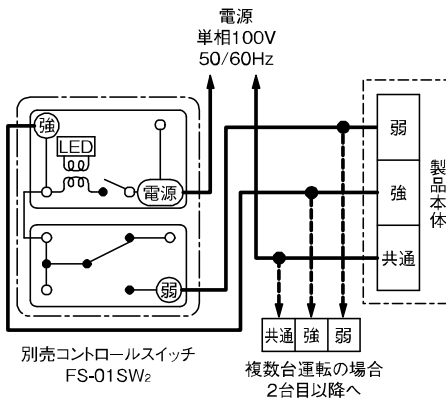 電源
単相100V
50/60Hz
強
LED
電源
弱
弱
強
共通
製品本体
共通 強 弱
別売コントロールスイッチ
FS-01SW2
複数台運転の場合
2台目以降へ